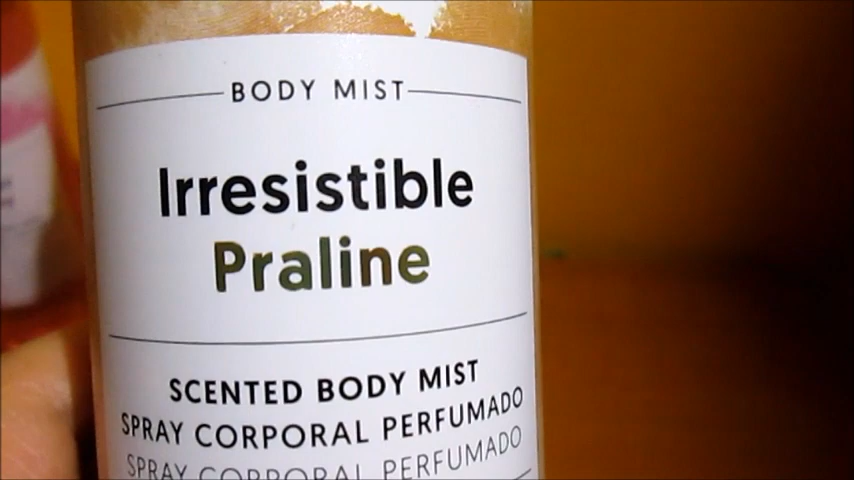 BODY MIST
Irresistible
Praline
SCENTED BODY MIST
SPRAY CORPORAL PERFUMADO
SPRAY CORPORAL PERFUMADO